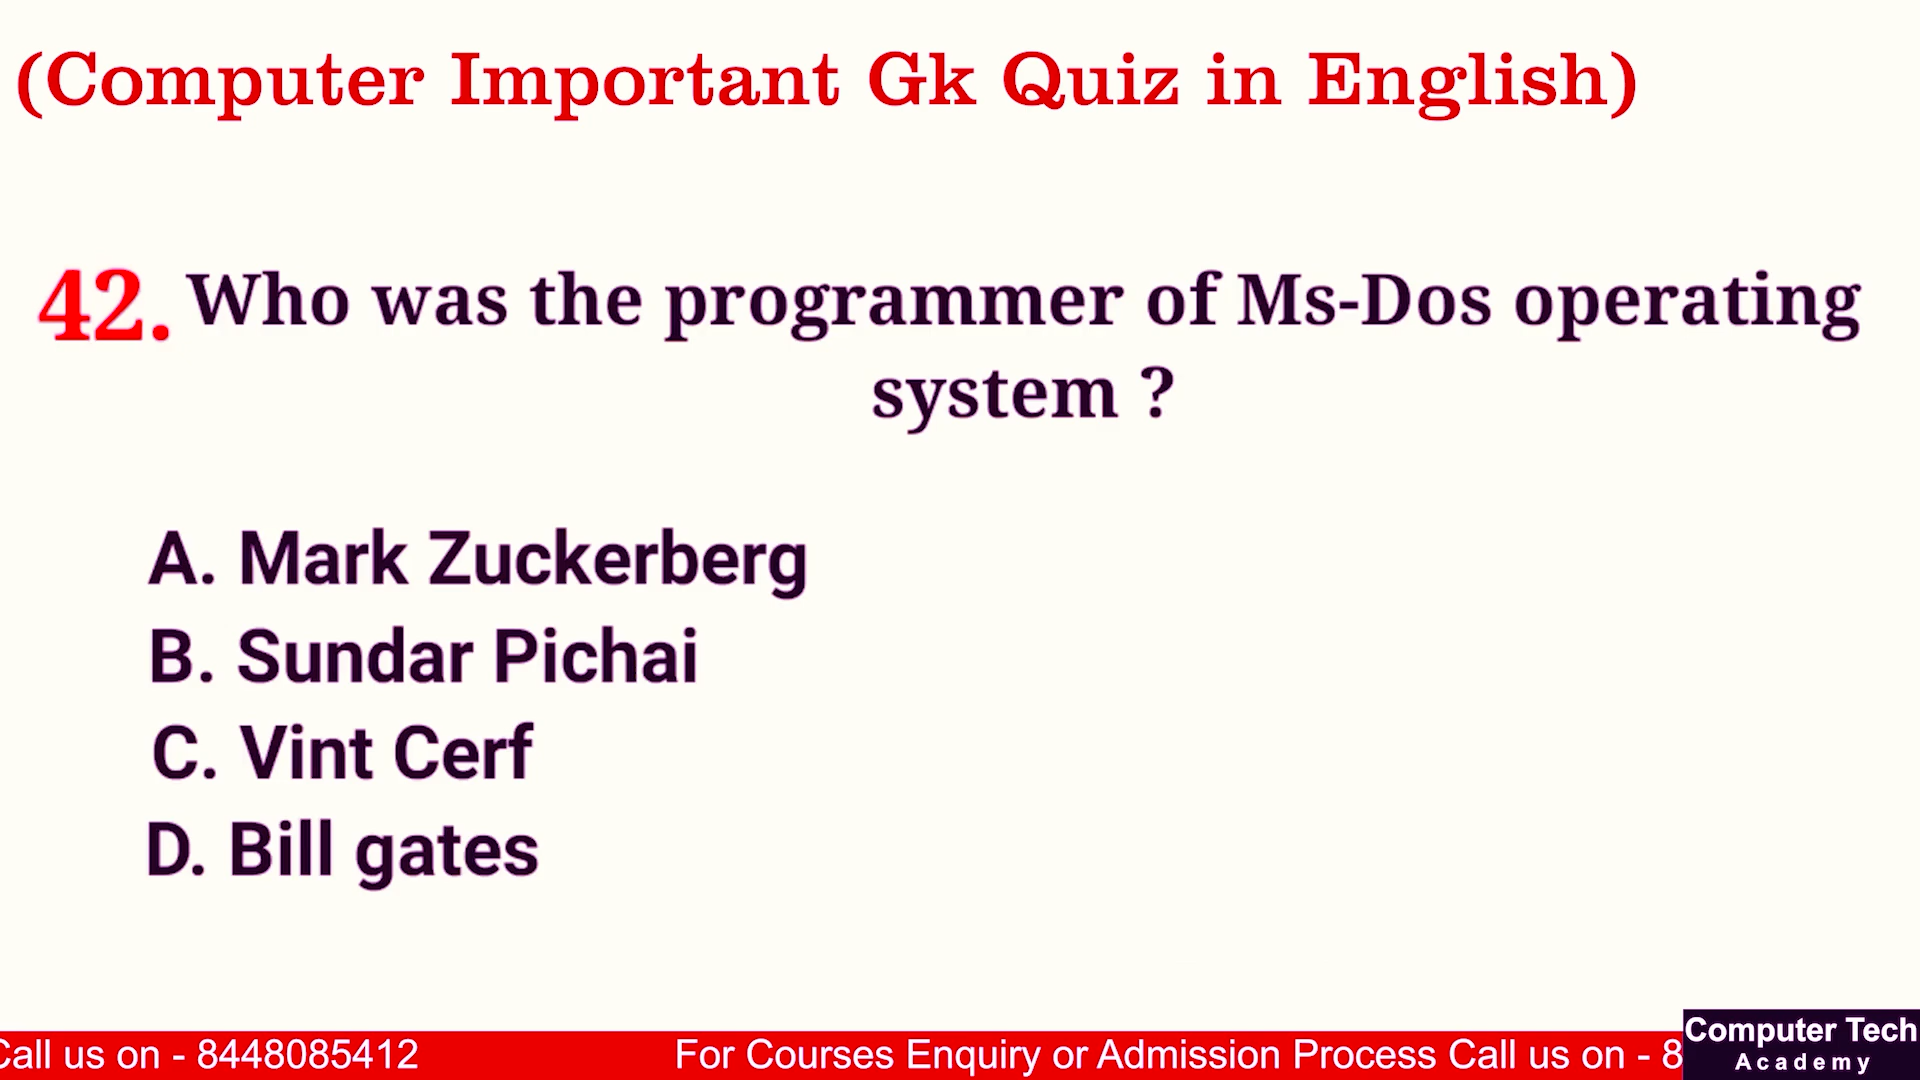 (Computer Important Gk Quiz in English)
42. Who was the programmer of Ms-Dos operating
system ?
A. Mark Zuckerberg
B. Sundar Pichai
C. Vint Cerf
D. Bill gates
Call us on - 8448085412 For Courses Enquiry or Admission Process Call us on - 8
Computer Tech
Academy